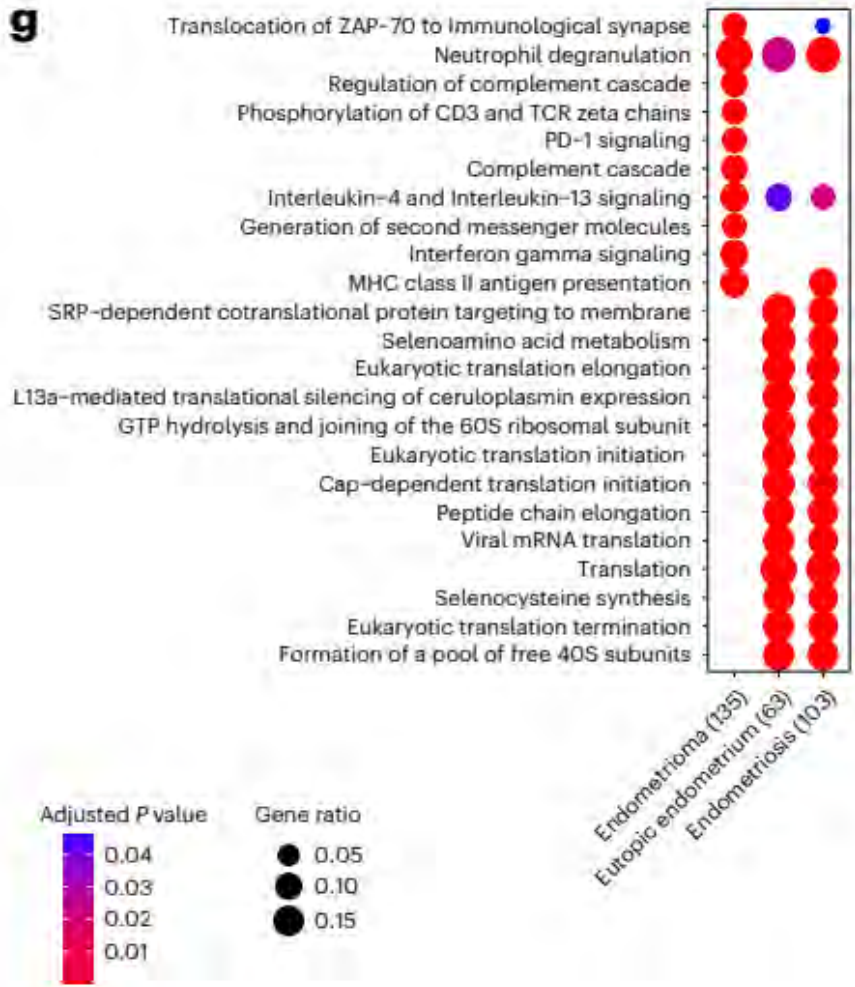 g
Translocation of ZAP-70 to Immunological synapse
Neutrophil degranulation
Regulation of complement cascade
Phosphorylation of CD3 and TCR zeta chains
PD-1 signaling
Complement cascade
Interleukin-4 and Interleukin-13 signaling
Generation of second messenger molecules
Interferon gamma signaling
MHC class II antigen presentation
SRP-dependent cotranslational protein targeting to membrane
Selenoamino acid metabolism
Eukaryotic translation elongation
L13a-mediated translational silencing of ceruloplasmin expression
GTP hydrolysis and joining of the 60S ribosomal subunit
Eukaryotic translation initiation
Cap-dependent translation initiation
Peptide chain elongation
Viral mRNA translation
Translation
Selenocysteine synthesis
Eukaryotic translation termination
Formation of a pool of free 40S subunits
Endometrioma (135)
Eutopic endometrium (63)
Endometriosis (103)
Adjusted P value
0.04
0.03
0.02
0.01
Gene ratio
0.05
0.10
0.15